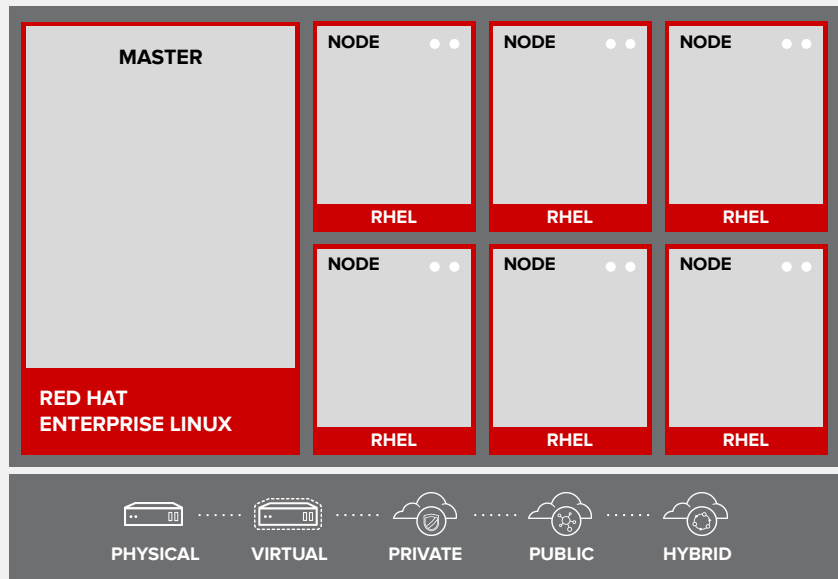 MASTER
RED HAT
ENTERPRISE LINUX
NODE
NODE
NODE
RHEL
RHEL
RHEL
NODE
NODE
NODE
RHEL
RHEL
RHEL
PHYSICAL
VIRTUAL
PRIVATE
PUBLIC
HYBRID